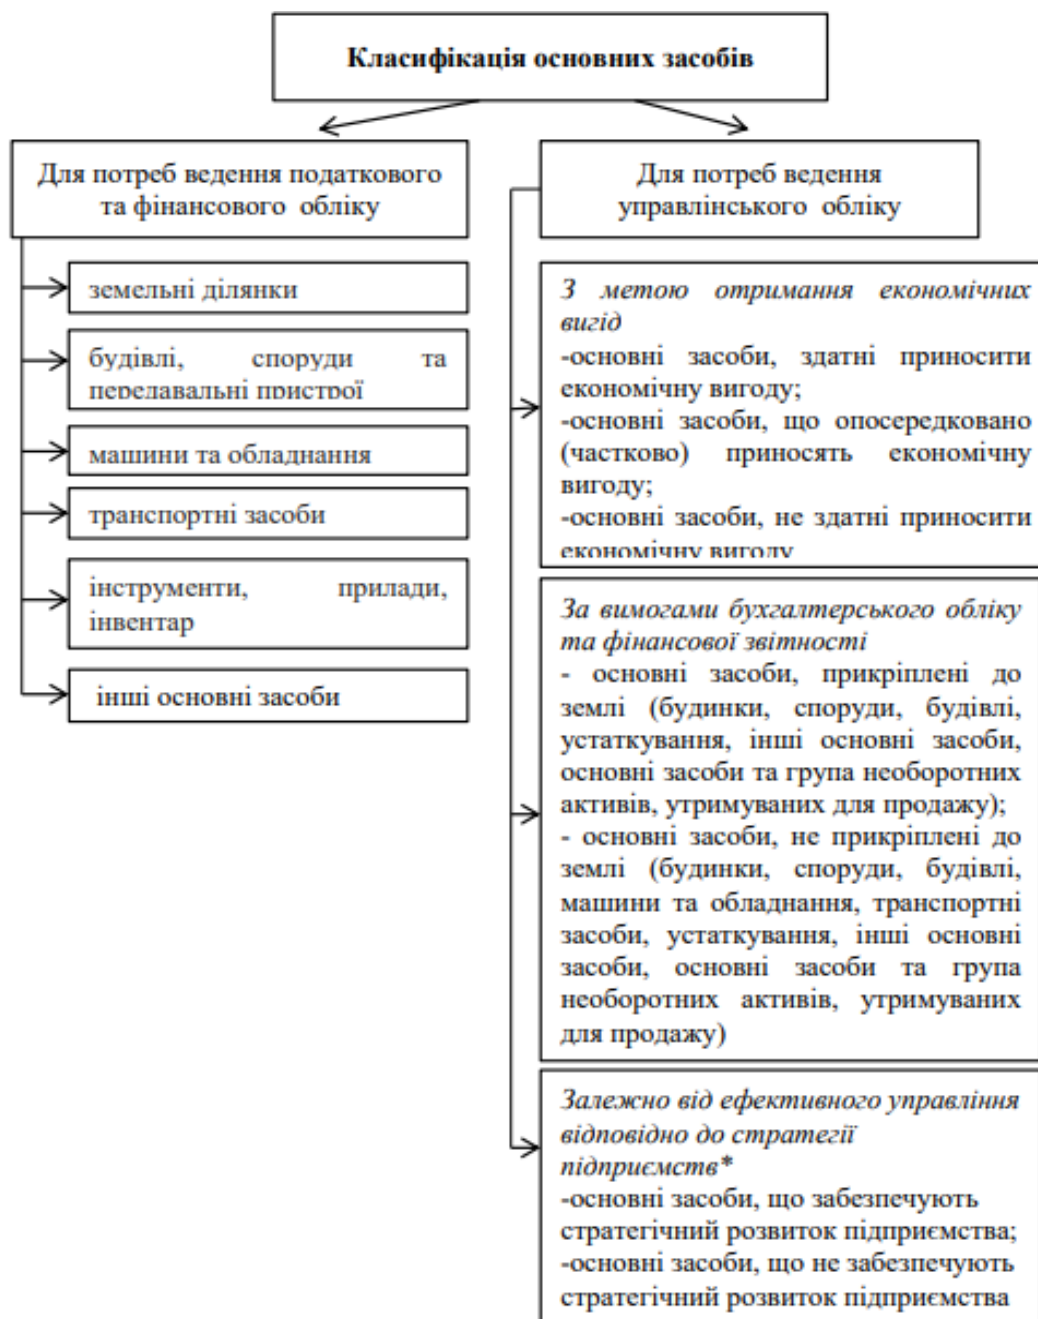 Класифікація основних засобів
Для потреб ведення податкового
та фінансового обліку
земельні ділянки
будівлі, споруди та
передавальні пристрої
машини та обладнання
транспортні засоби
інструменти, прилади,
інвентар
інші основні засоби
Для потреб ведення
управлінського обліку
З метою отримання економічних
вигід
-основні засоби, здатні приносити
економічну вигоду;
-основні засоби, що опосередковано
(частково) приносять економічну
вигоду;
-основні засоби, не здатні приносити
економічну вигоду
За вимогами бухгалтерського обліку
та фінансової звітності
- основні засоби, прикріплені до
землі (будинки, споруди, будівлі,
устаткування, інші основні засоби,
основні засоби та група необоротних
активів, утримуваних для продажу);
- основні засоби, не прикріплені до
землі (будинки, споруди, будівлі,
машини та обладнання, транспортні
засоби, устаткування, інші основні
засоби, основні засоби та група
необоротних активів, утримуваних
для продажу)
Залежно від ефективного управління
відповідно до стратегії
підприємств*
-основні засоби, що забезпечують
стратегічний розвиток підприємства;
-основні засоби, що не забезпечують
стратегічний розвиток підприємства